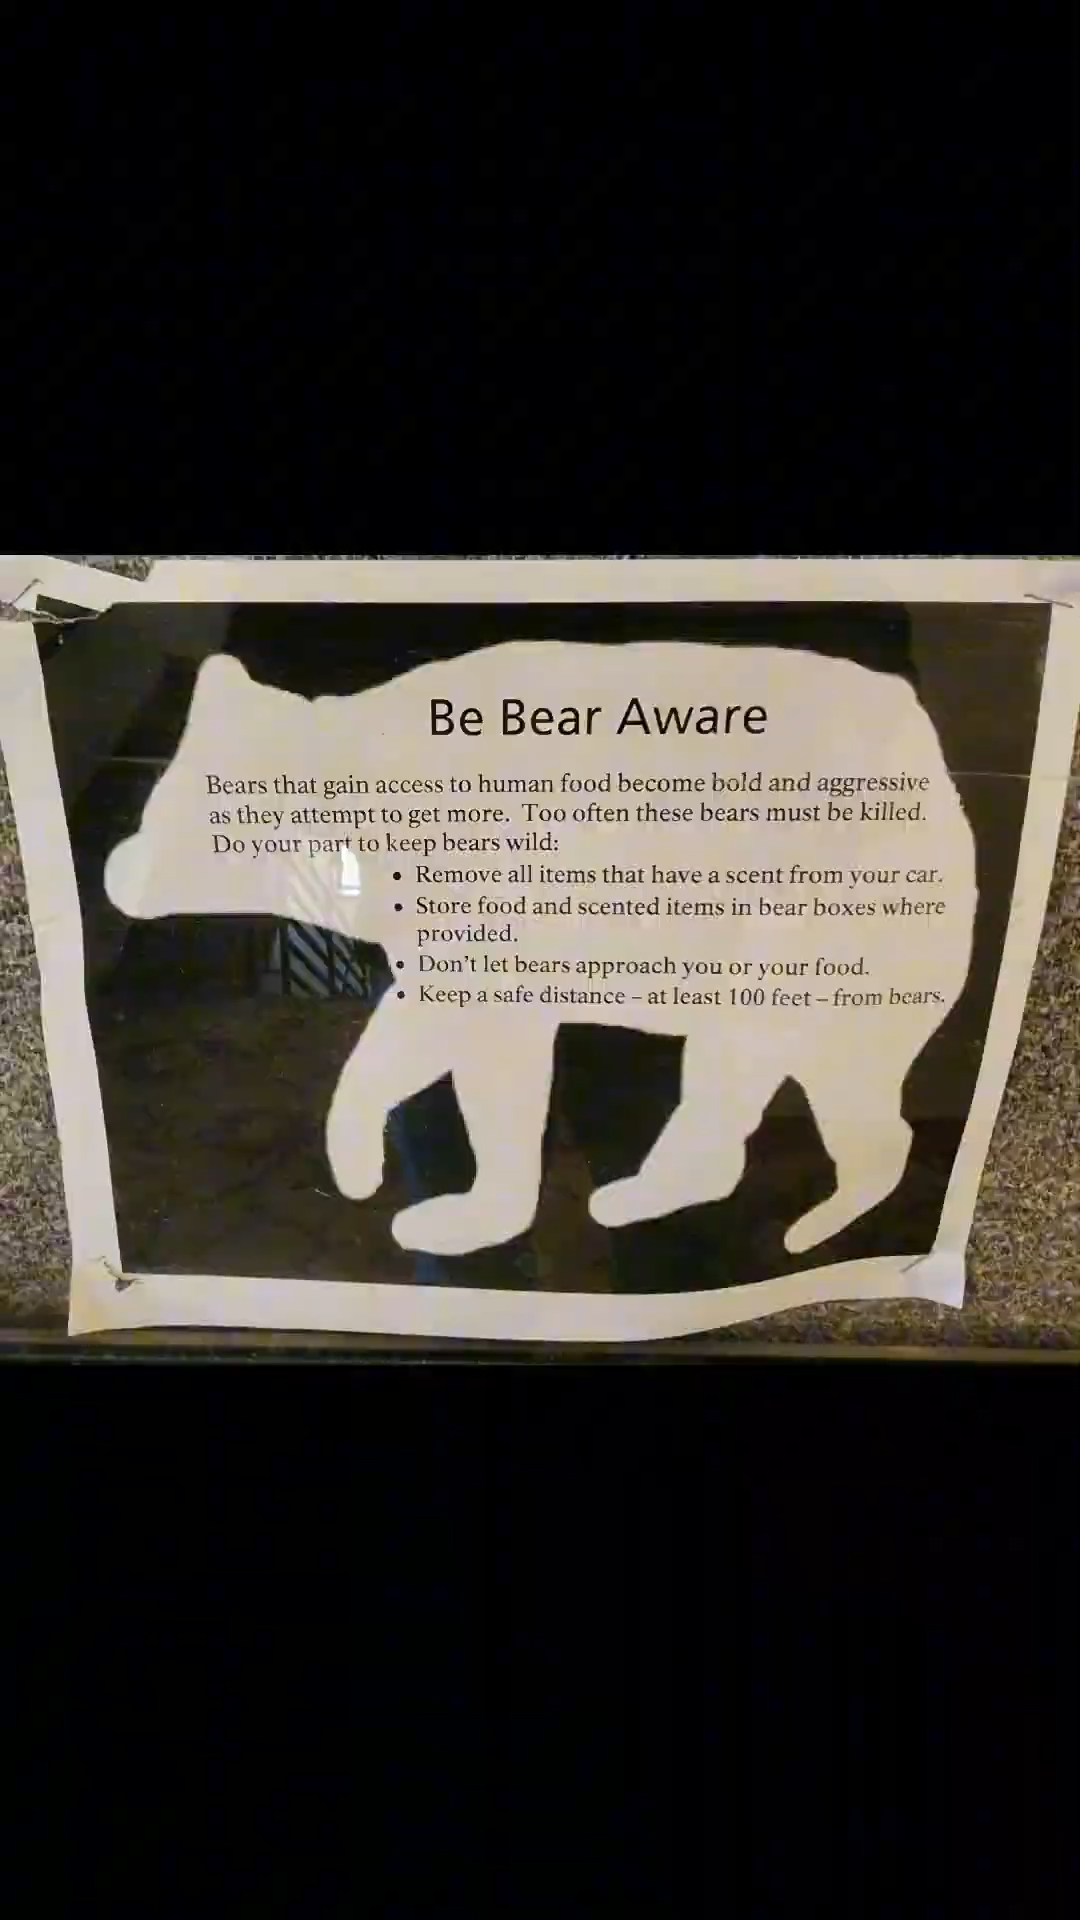 Be Bear Aware
Bears that gain access to human food become bold and aggressive
as they attempt to get more. Too often these bears must be killed.
Do your part to keep bears wild:
• Remove all items that have a scent from your car.
• Store food and scented items in bear boxes where
provided.
• Don't let bears approach you or your food.
• Keep a safe distance – at least 100 feet – from bears.